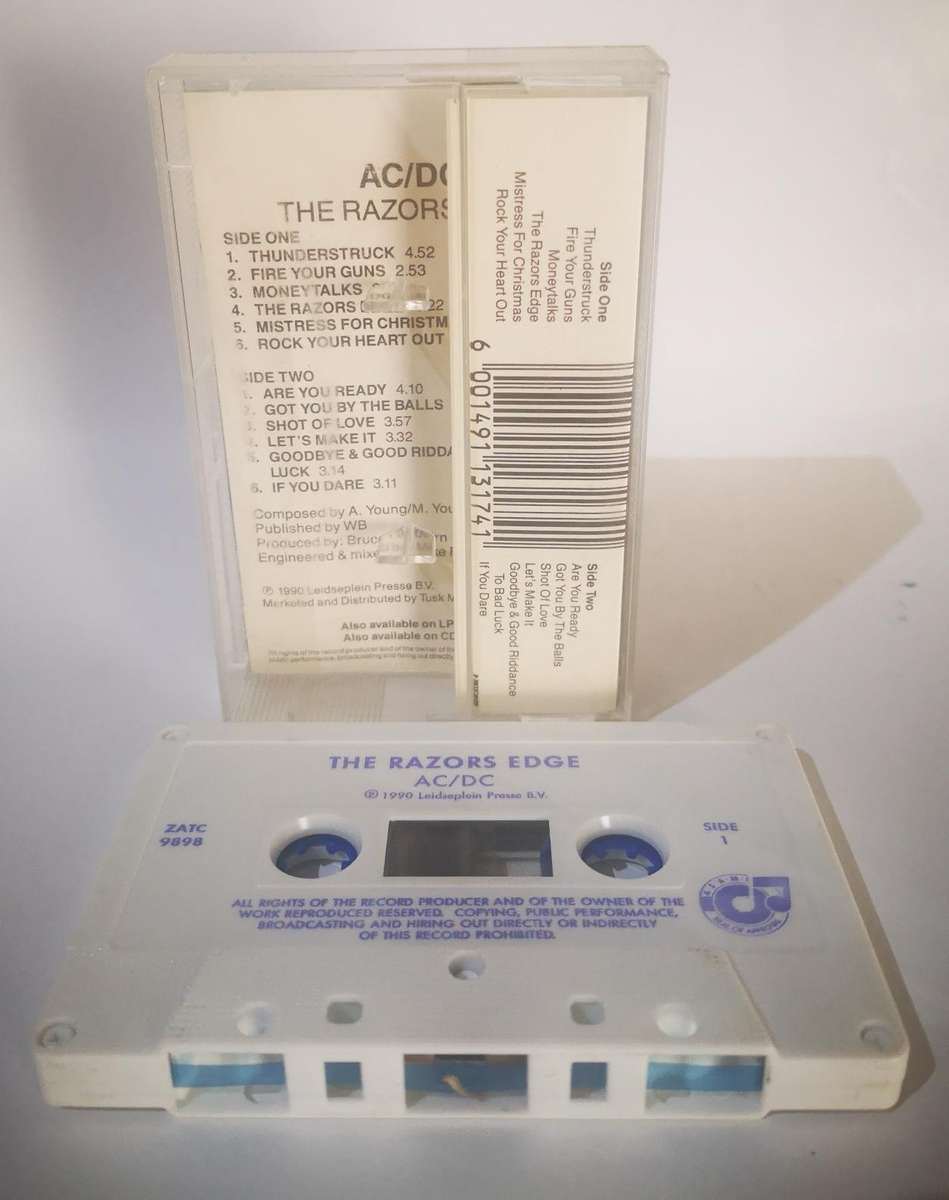 AC/DC
THE RAZORS
SIDE ONE
1. THUNDERSTRUCK 4.52
2. FIRE YOUR GUNS 2.53
3. MONEYTALKS
4. THE RAZORS 22
5. MISTRESS FOR CHRISTM
6. ROCK YOUR HEART OUT
SIDE TWO
1. ARE YOU READY 4.10
2. GOT YOU BY THE BALLS
3. SHOT OF LOVE 3.57
4. LET'S MAKE IT 3.32
5. GOODBYE & GOOD RIDDA
LUCK 3.14
6. IF YOU DARE 3.11
Composed by A. Young/M. You
Published by WB
Produced by: Bruce
Engineered & mixe
℗ 1990 Leidseplein Presse B.V.
Marketed and Distributed by Tusk M
Also available on LP
Also available on CD
Side One
Thunderstruck
Fire Your Guns
Moneytalks
The Razors Edge
Mistress For Christmas
Rock Your Heart Out
6 001491 131741
Side Two
Are You Ready
Got You By The Balls
Shot Of Love
Let's Make It
Goodbye & Good Riddance
To Bad Luck
If You Dare
THE RAZORS EDGE
AC/DC
℗ 1990 Leidseplein Presse B.V.
ZATC
9898
SIDE
1
ALL RIGHTS OF THE RECORD PRODUCER AND OF THE OWNER OF THE
WORK REPRODUCED RESERVED. COPYING, PUBLIC PERFORMANCE,
BROADCASTING AND HIRING OUT DIRECTLY OR INDIRECTLY
OF THIS RECORD PROHIBITED.